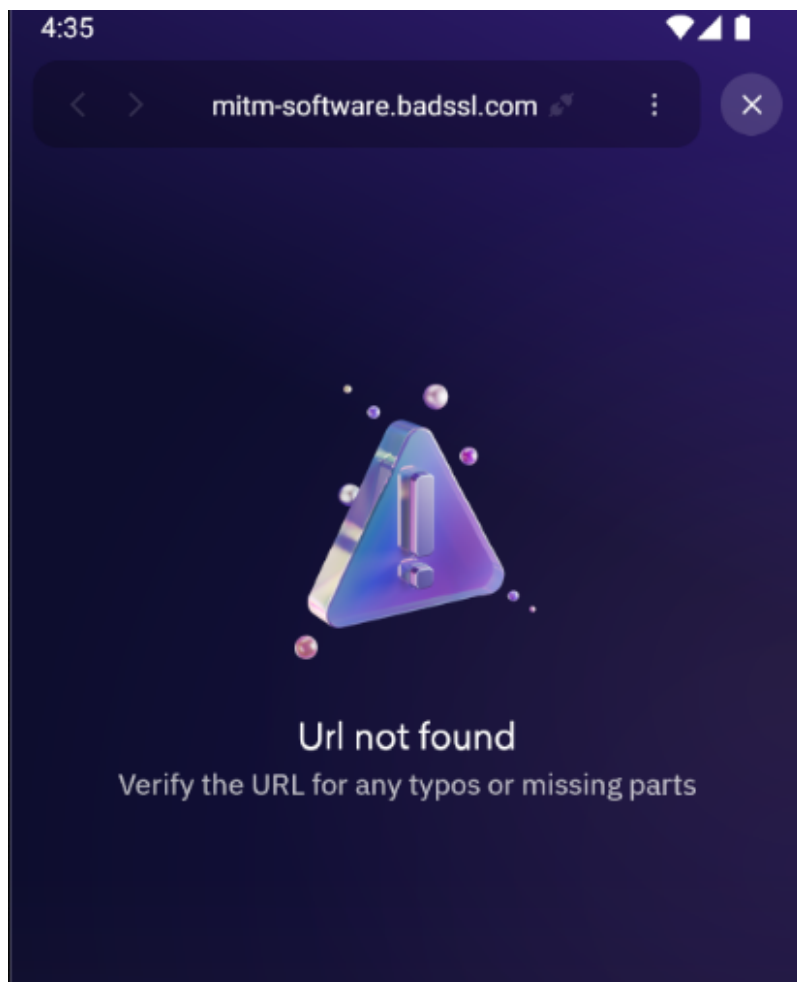 4:35
mitm-software.badssl.com
Url not found
Verify the URL for any typos or missing parts